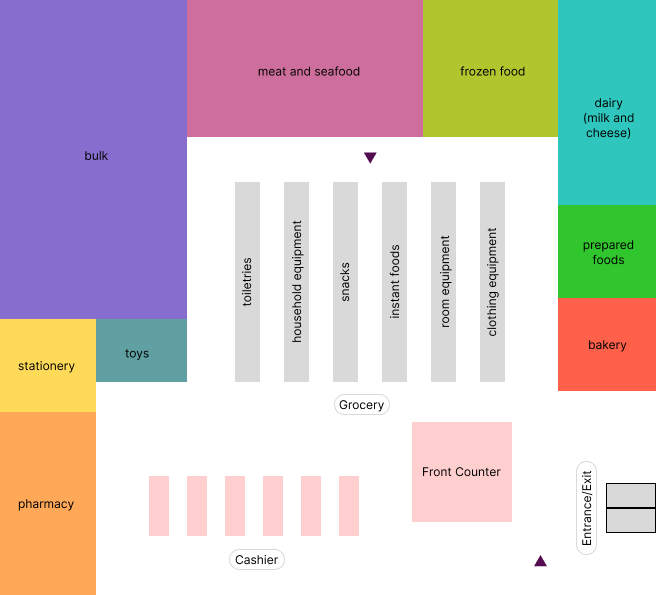 meat and seafood
frozen food
dairy
(milk and
cheese)
bulk
prepared
foods
toiletries
household equipment
snacks
instant foods
room equipment
clothing equipment
bakery
toys
stationery
Grocery
Front Counter
pharmacy
Entrance/Exit
Cashier